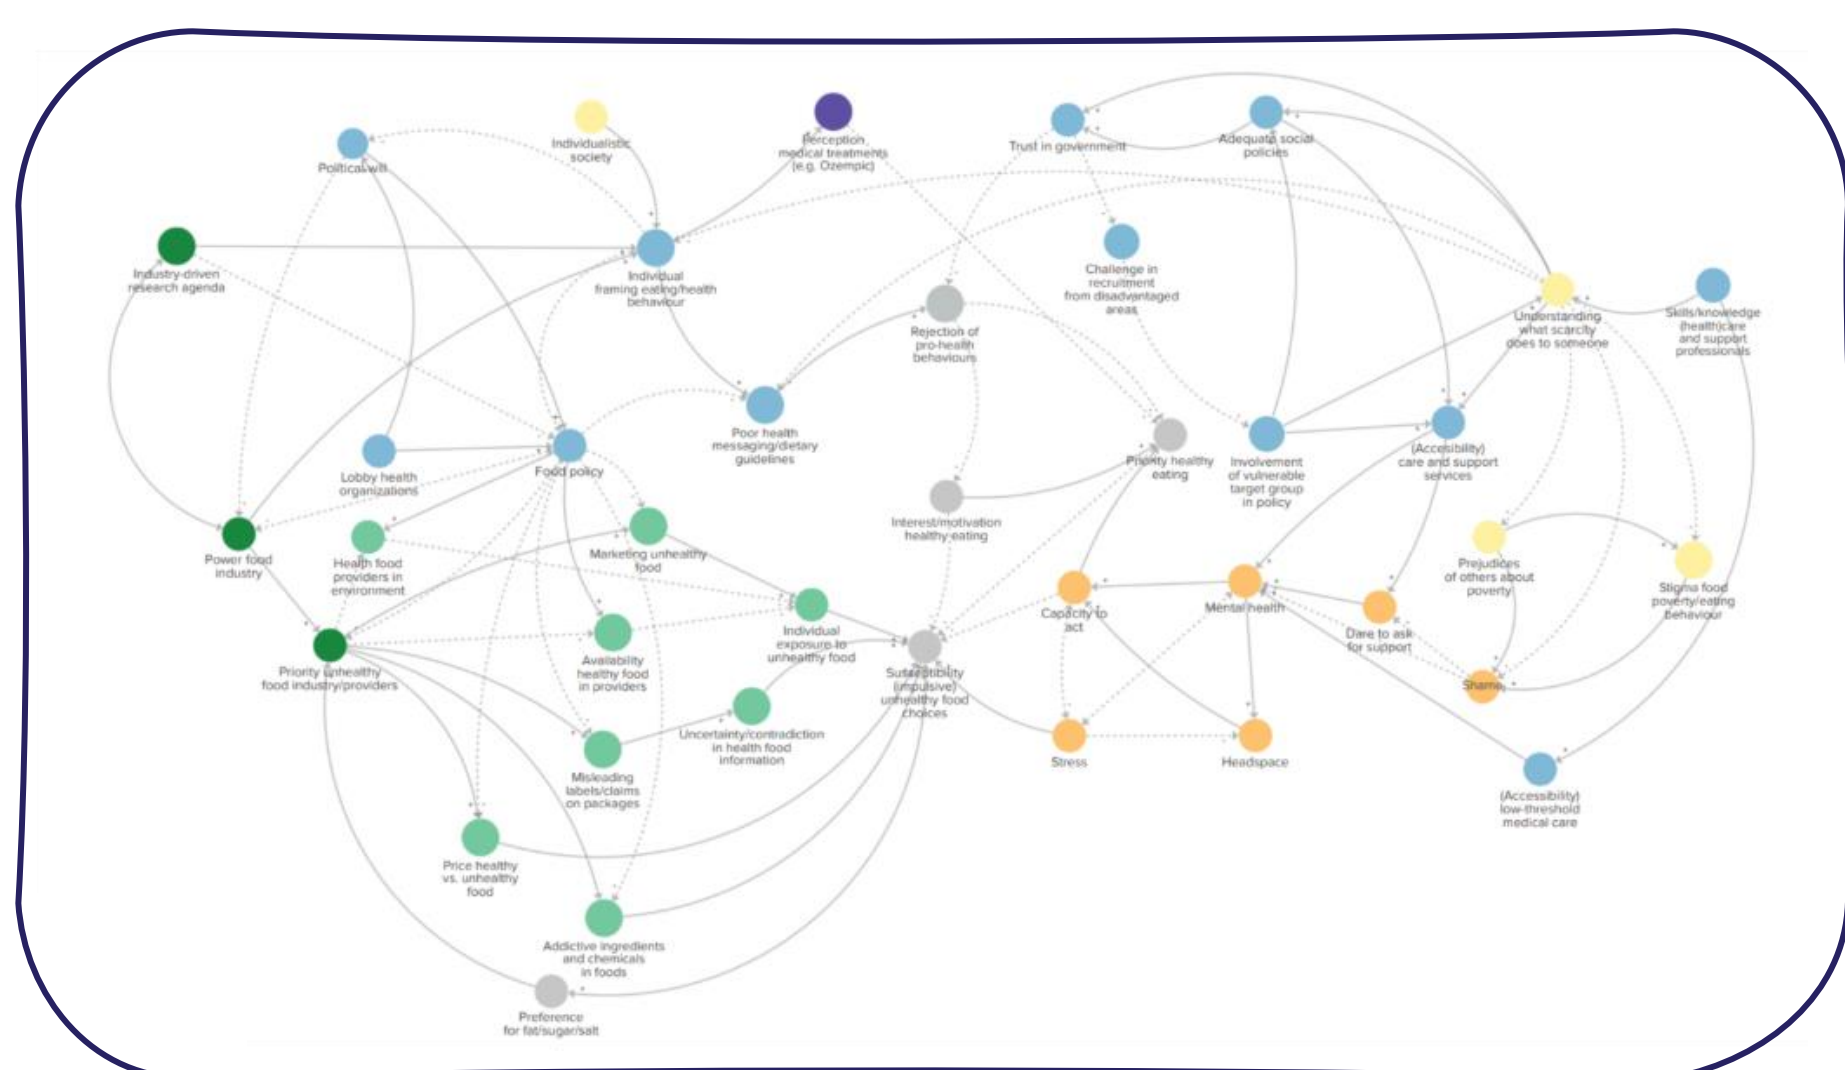 Political will
Individualistic
society
Perception
medical treatments
(e.g. Ozempic)
Trust in government
Adequate social
policies
Industry-driven
research agenda
Individual
framing eating/health
behaviour
Challenge in
recruitment
from disadvantaged
areas
Understanding
what scarcity
does to someone
Skills/knowledge
(health)care
and support
professionals
Rejection of
pro-health
behaviours
Poor health
messaging/dietary
guidelines
Lobby health
organizations
Food policy
Priority healthy
eating
Involvement
of vulnerable
target group
in policy
(Accesibility)
care and support
services
Interest/motivation
healthy eating
Power food
industry
Health food
providers in
environment
Marketing unhealthy
food
Prejudices
of others about
poverty
Stigma food
poverty/eating
behaviour
Individual
exposure to
unhealthy food
Capacity to
act
Mental health
Dare to ask
for support
Priority unhealthy
food industry/providers
Availability
healthy food
in providers
Susceptibility
(impulsive)
unhealthy food
choices
Shame
Uncertainty/contradiction
in health food
information
Misleading
labels/claims
on packages
Stress
Headspace
(Accessibility)
low-threshold
medical care
Price healthy
vs. unhealthy
food
Addictive ingredients
and chemicals
in foods
Preference
for fat/sugar/salt